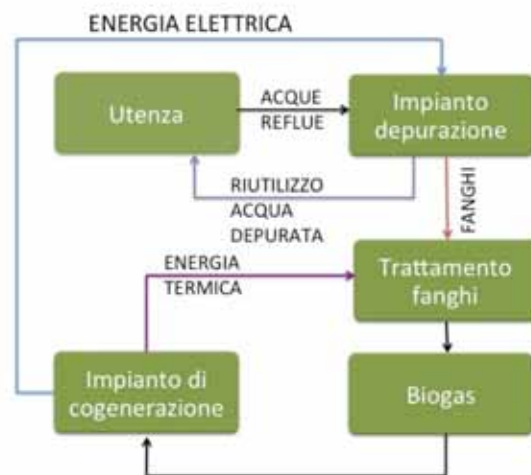 ENERGIA ELETTRICA
Utenza
ACQUE
REFLUE
Impianto
depurazione
RIUTILIZZO
ACQUA
DEPURATA
FANGHI
ENERGIA
TERMICA
Trattamento
fanghi
Impianto di
cogenerazione
Biogas